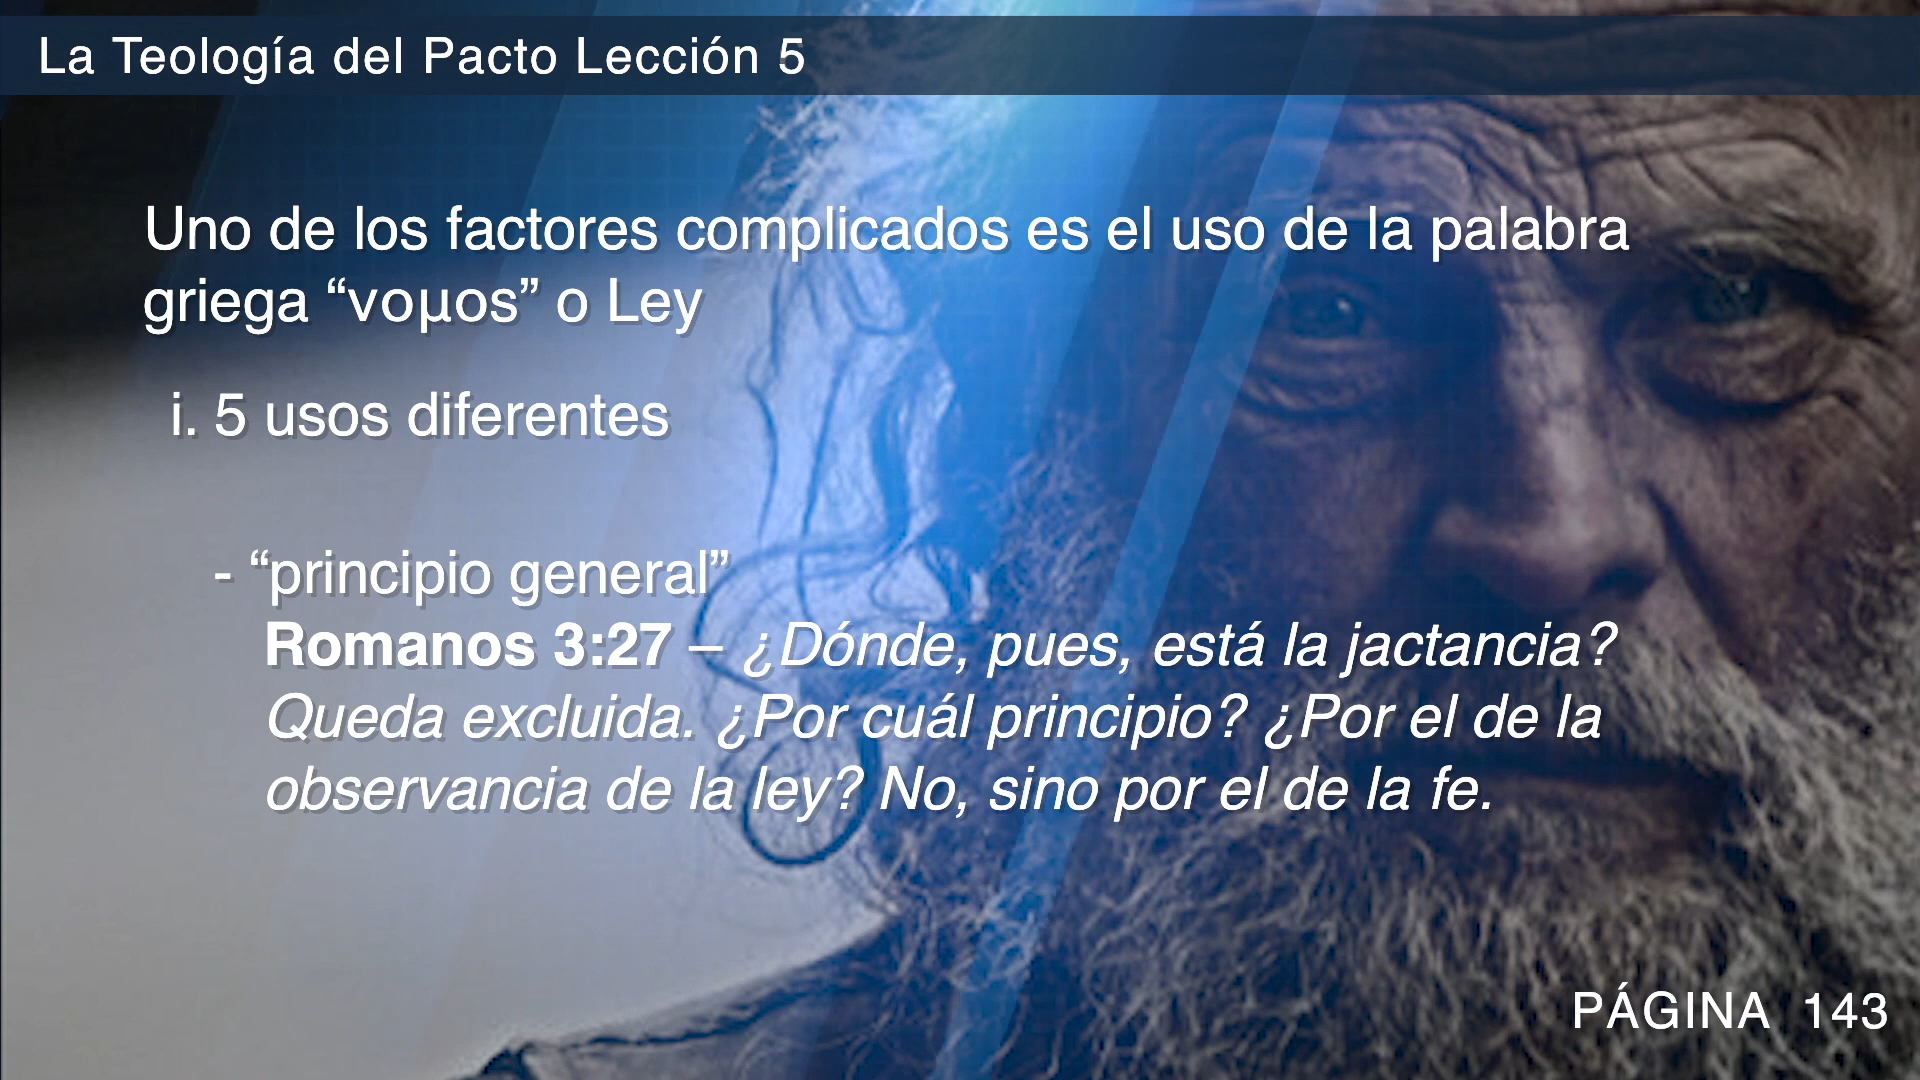 La Teología del Pacto Lección 5
Uno de los factores complicados es el uso de la palabra
griega “νoμos” o Ley
i. 5 usos diferentes
- “principio general”
Romanos 3:27 – ¿Dónde, pues, está la jactancia?
Queda excluida. ¿Por cuál principio? ¿Por el de la
observancia de la ley? No, sino por el de la fe.
PÁGINA 143